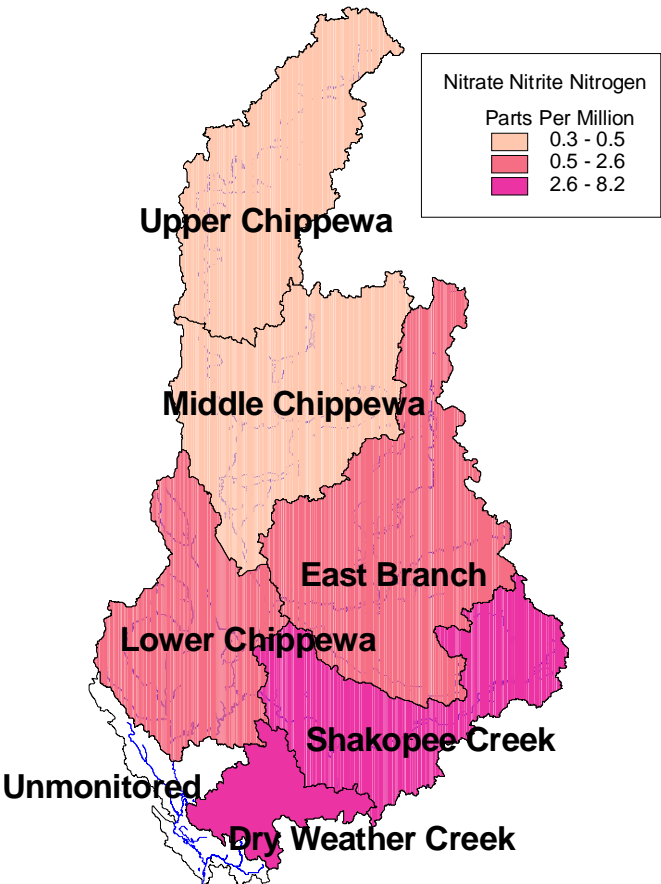 Nitrate Nitrite Nitrogen
Parts Per Million
0.3 - 0.5
0.5 - 2.6
2.6 - 8.2
Upper Chippewa
Middle Chippewa
East Branch
Lower Chippewa
Shakopee Creek
Unmonitored
Dry Weather Creek